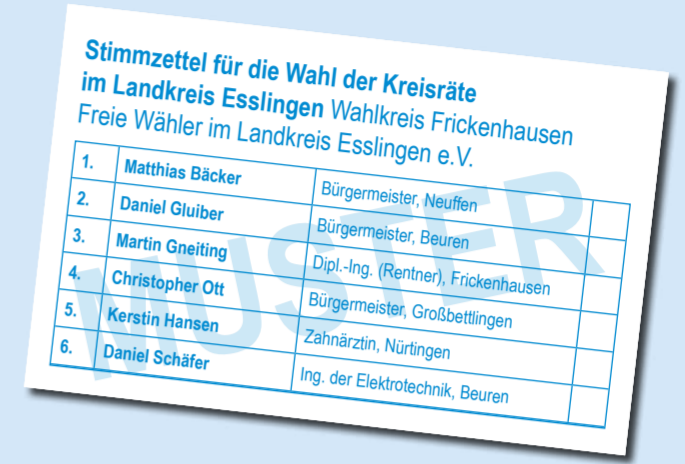 Stimmzettel für die Wahl der Kreisräte
im Landkreis Esslingen Wahlkreis Frickenhausen
Freie Wähler im Landkreis Esslingen e.V.
1. Matthias Bäcker Bürgermeister, Neuffen
2. Daniel Gluiber Bürgermeister, Beuren
3. Martin Gneiting Dipl.-Ing. (Rentner), Frickenhausen
4. Christopher Ott Bürgermeister, Großbettlingen
5. Kerstin Hansen Zahnärztin, Nürtingen
6. Daniel Schäfer Ing. der Elektrotechnik, Beuren
MUSTER